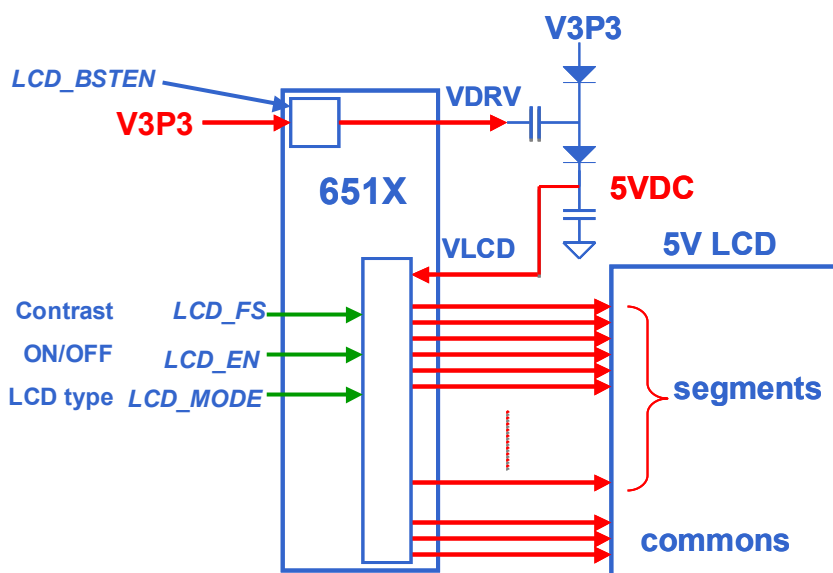 V3P3
LCD_BSTEN
VDRV
V3P3
651X
5VDC
VLCD
5V LCD
Contrast LCD_FS
ON/OFF LCD_EN
LCD type LCD_MODE
segments
commons